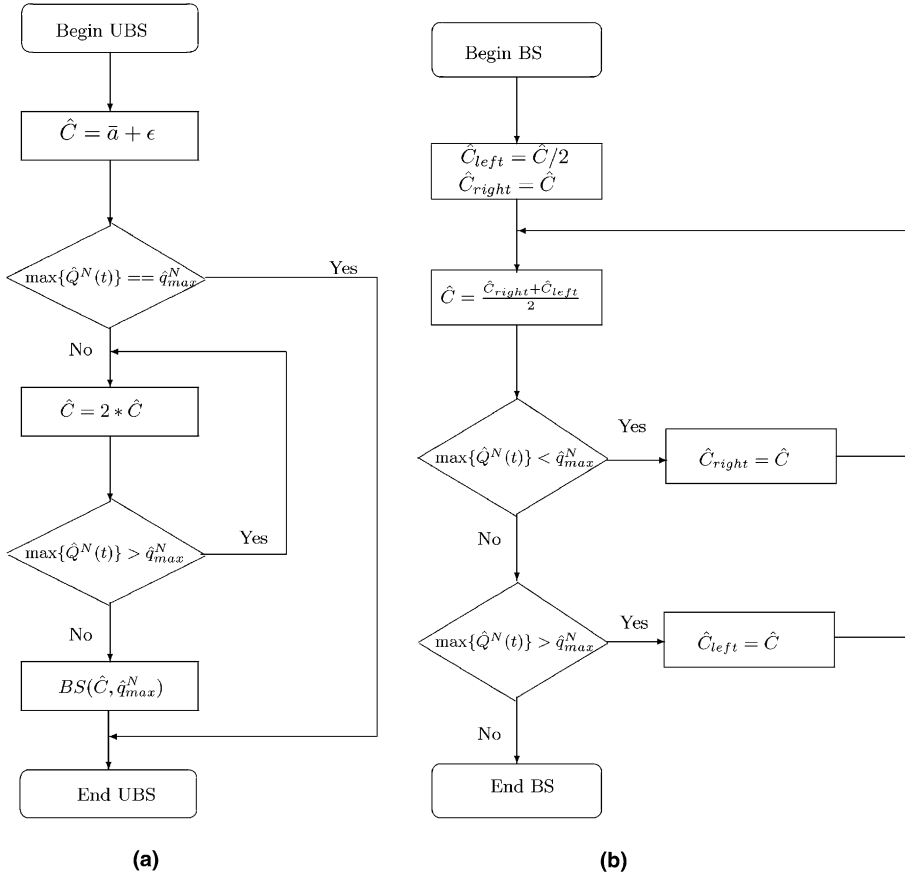 Begin UBS
Ĉ = ā + ϵ
max{Q̂^N(t)} == q̂^N_max
Yes
No
Ĉ = 2 ∗ Ĉ
max{Q̂^N(t)} > q̂^N_max
Yes
No
BS(Ĉ, q̂^N_max)
End UBS
(a)
Begin BS
Ĉ_left = Ĉ/2
Ĉ_right = Ĉ
Ĉ = (Ĉ_right+Ĉ_left)/2
max{Q̂^N(t)} < q̂^N_max
Yes
Ĉ_right = Ĉ
No
max{Q̂^N(t)} > q̂^N_max
Yes
Ĉ_left = Ĉ
No
End BS
(b)